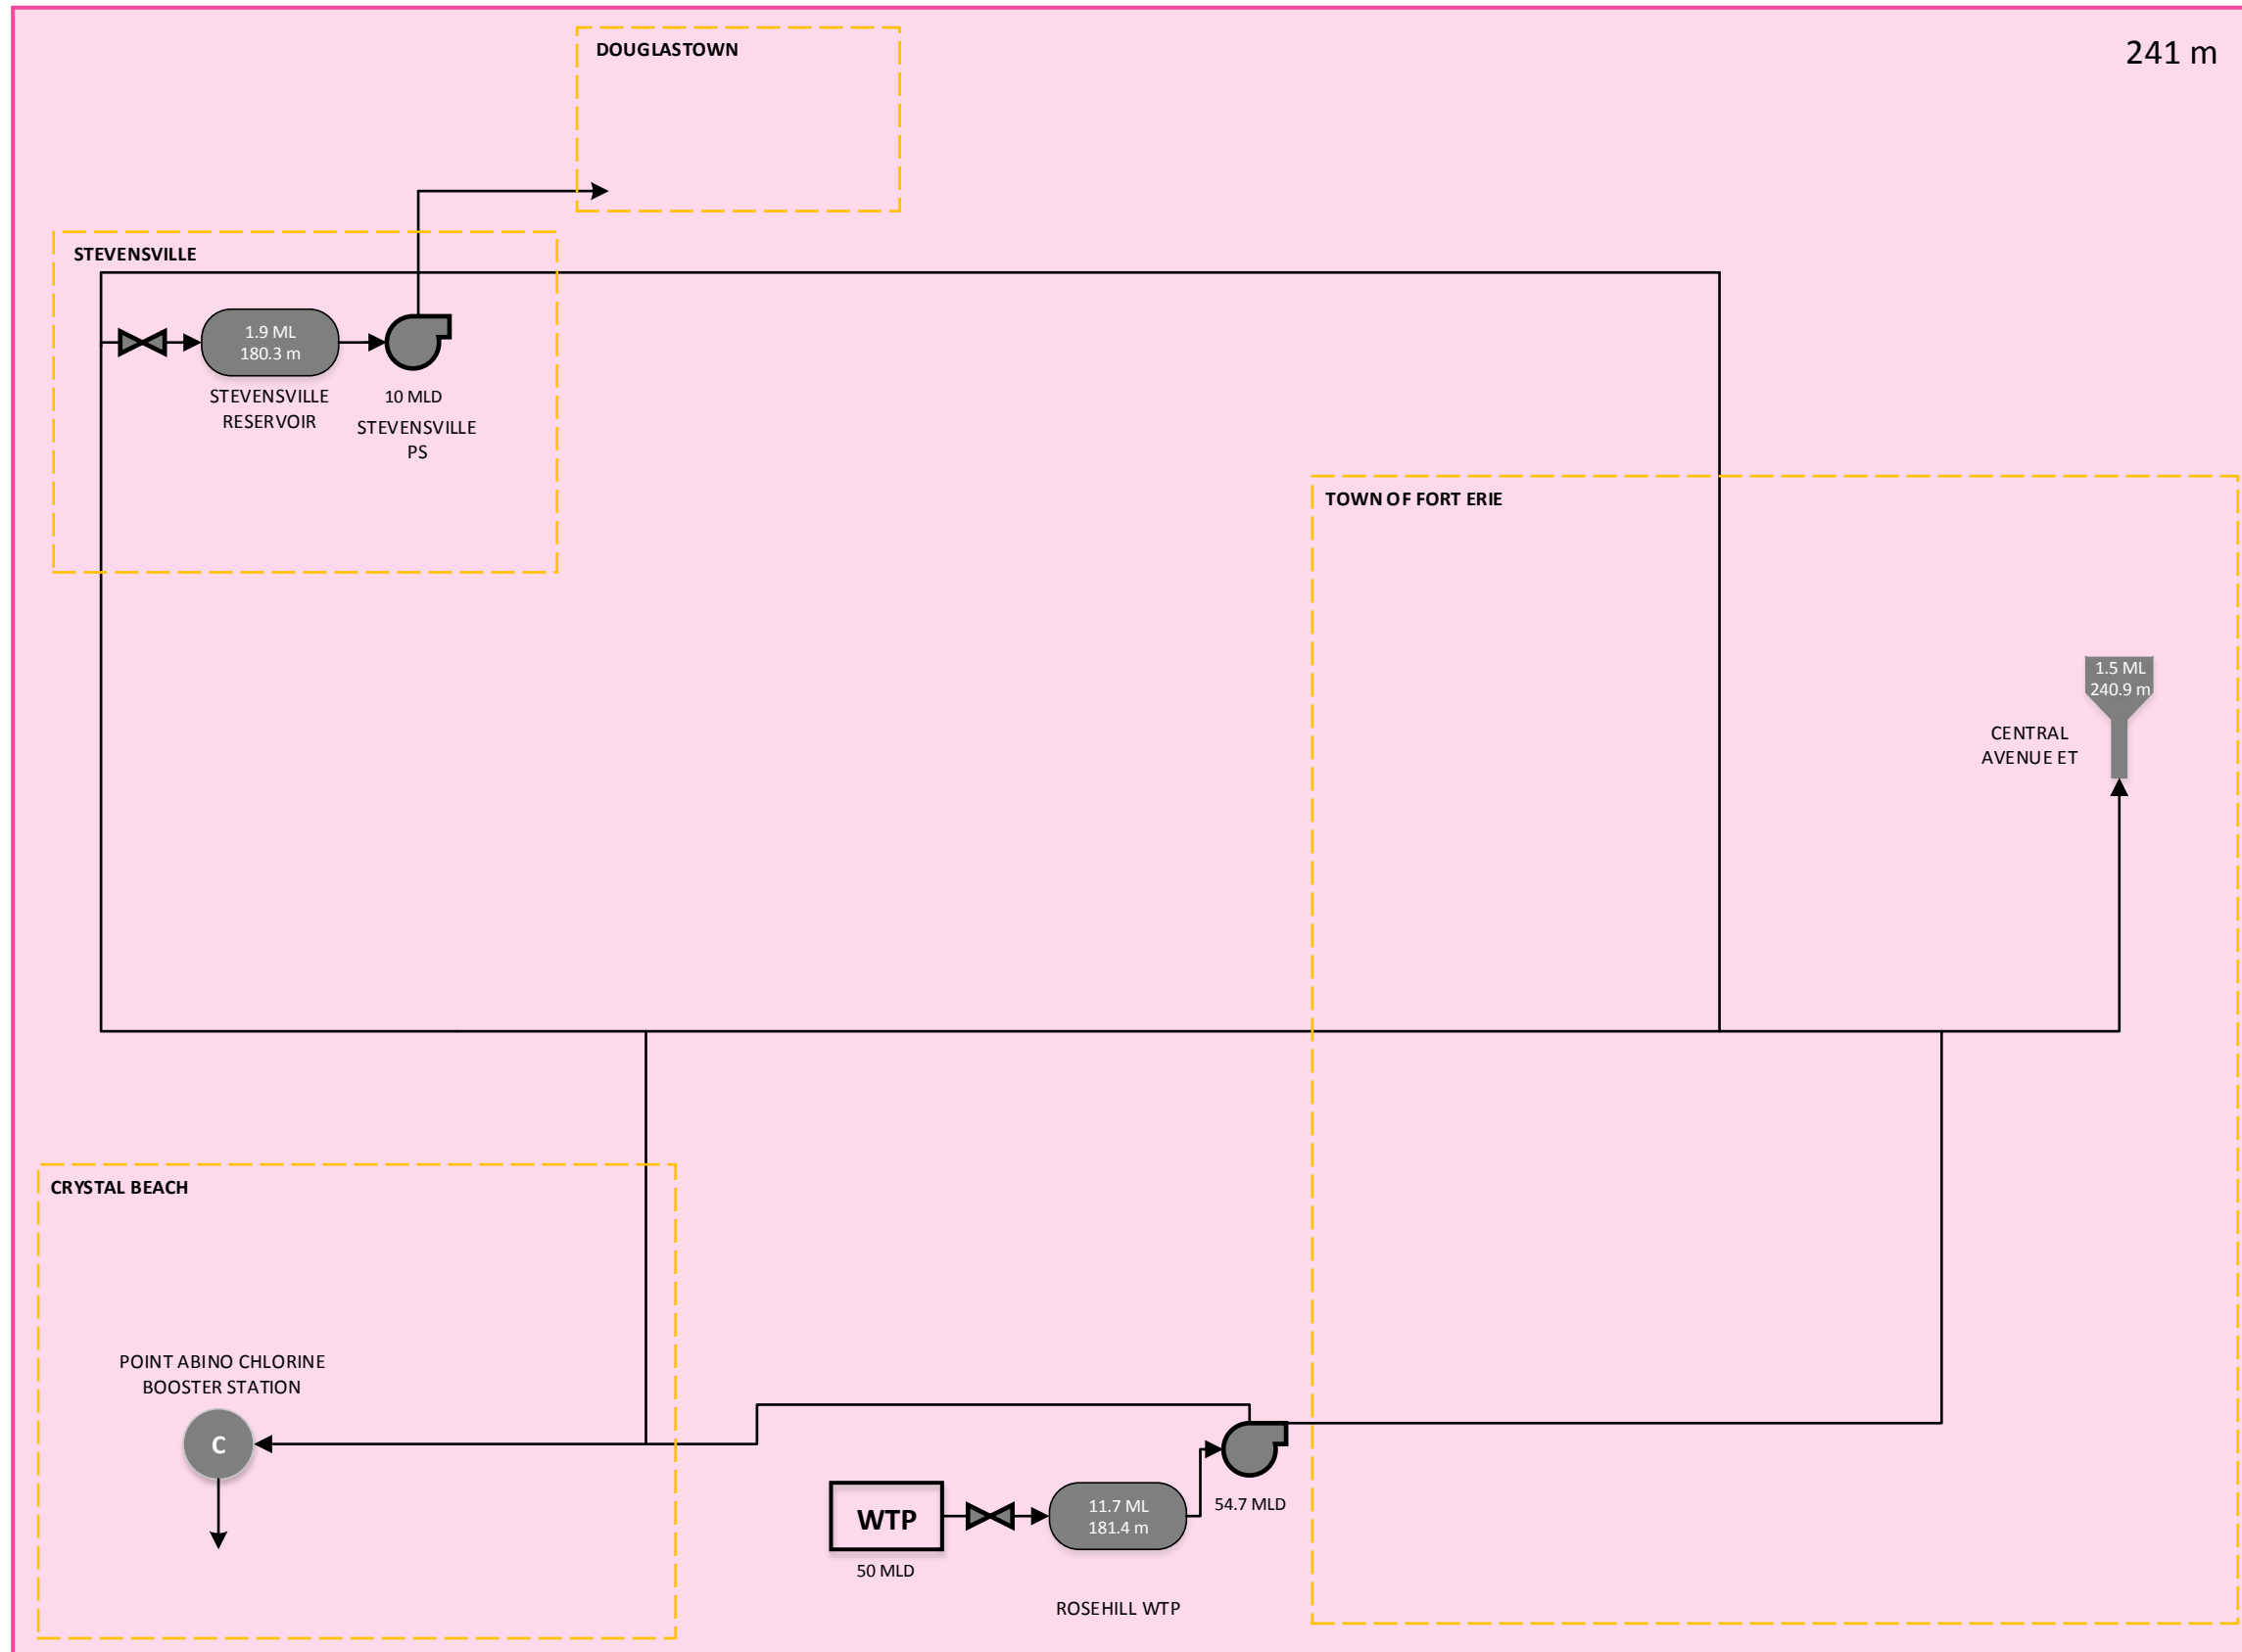 DOUGLASTOWN
241 m
STEVENSVILLE
1.9 ML
180.3 m
STEVENSVILLE
RESERVOIR
10 MLD
STEVENSVILLE
PS
TOWN OF FORT ERIE
1.5 ML
240.9 m
CENTRAL
AVENUE ET
CRYSTAL BEACH
POINT ABINO CHLORINE
BOOSTER STATION
C
WTP
50 MLD
11.7 ML
181.4 m
54.7 MLD
ROSEHILL WTP